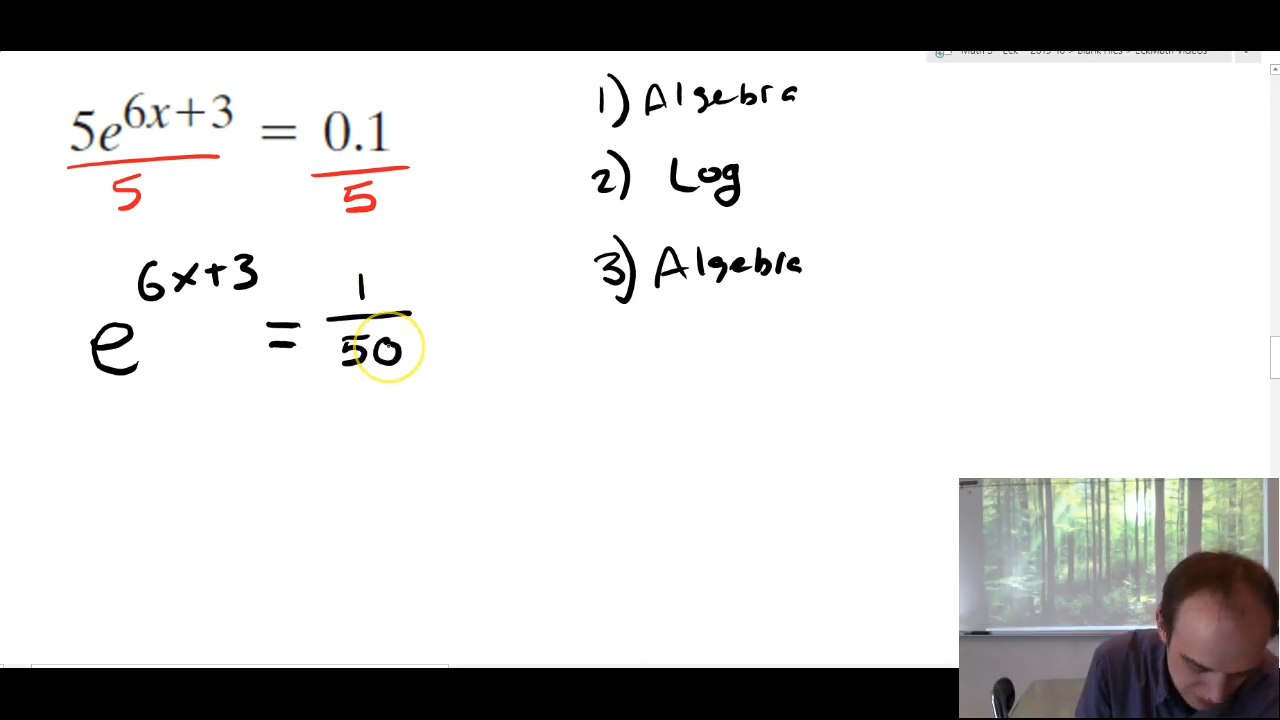 5e^{6x+3} = 0.1
5 5
e^{6x+3} = 1/50
1) Algebra
2) Log
3) Algebra